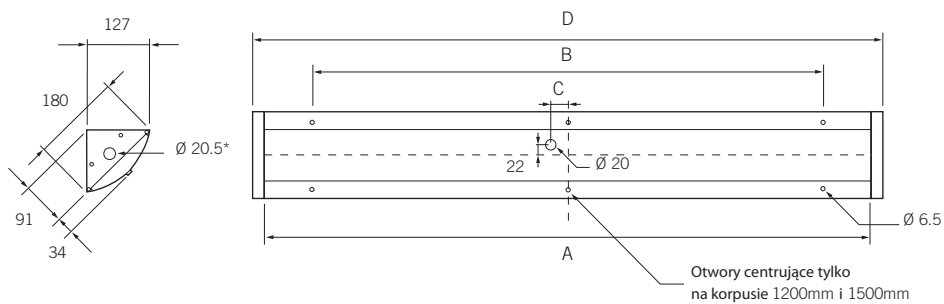 127
D
B
C
180
Ø 20.5*
22
Ø 20
91
34
Ø 6.5
A
Otwory centrujące tylko
na korpusie 1200mm i 1500mm